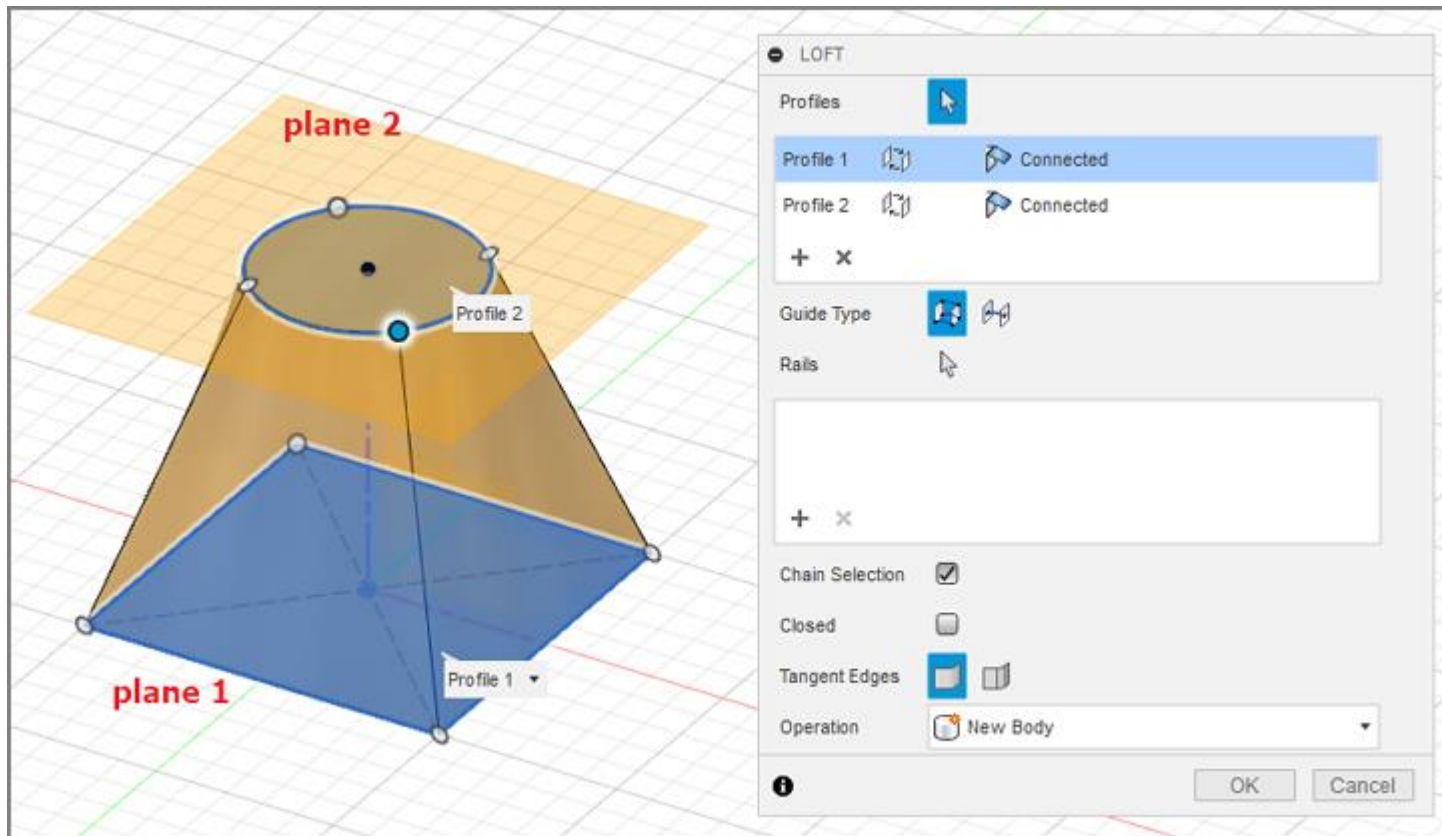 plane 2
Profile 2
Profile 1
plane 1
LOFT
Profiles
Profile 1 Connected
Profile 2 Connected
Guide Type
Rails
Chain Selection
Closed
Tangent Edges
Operation New Body
OK Cancel